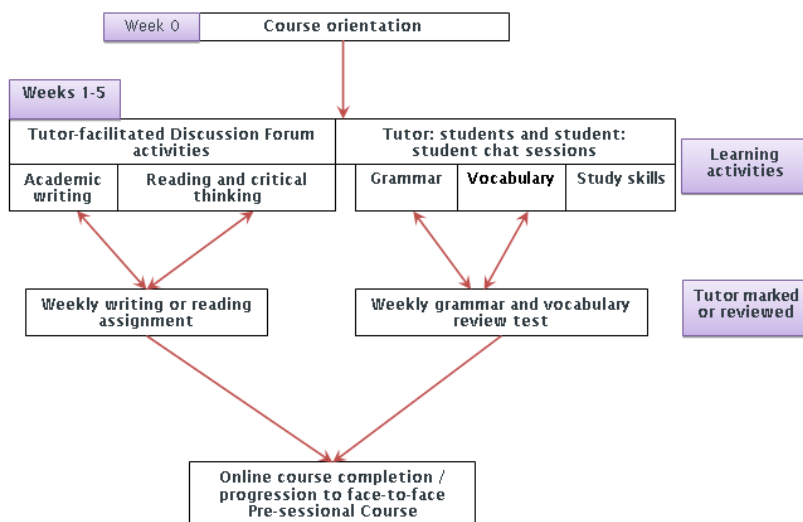 Week 0
Course orientation
Weeks 1-5
Tutor-facilitated Discussion Forum
activities
Tutor: students and student:
student chat sessions
Learning
activities
Academic
writing
Reading and critical
thinking
Grammar
Vocabulary
Study skills
Weekly writing or reading
assignment
Weekly grammar and vocabulary
review test
Tutor marked
or reviewed
Online course completion /
progression to face-to-face
Pre-sessional Course